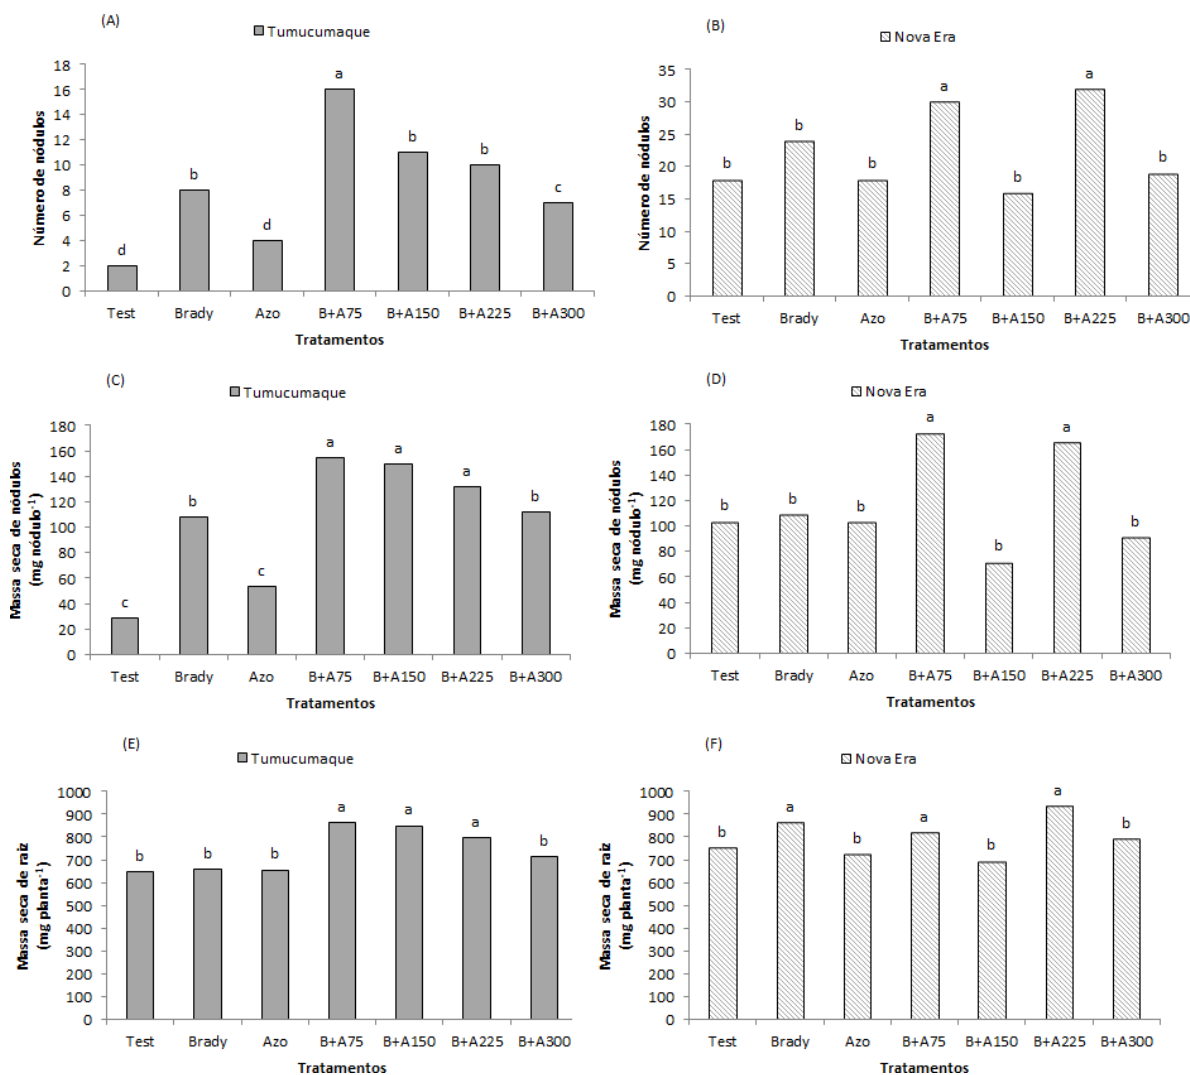 (A)
Tumucumaque
Número de nódulos
18
16
14
12
10
8
6
4
2
0
d
b
d
a
b
b
c
Test Brady Azo B+A75 B+A150 B+A225 B+A300
Tratamentos
(B)
Nova Era
Número de nódulos
35
30
25
20
15
10
5
0
b
b
b
a
b
a
b
Test Brady Azo B+A75 B+A150 B+A225 B+A300
Tratamentos
(C)
Tumucumaque
Massa seca de nódulos
(mg nódulo⁻¹)
180
160
140
120
100
80
60
40
20
0
c
b
c
a
a
a
b
Test Brady Azo B+A75 B+A150 B+A225 B+A300
Tratamentos
(D)
Nova Era
Massa seca de nódulos
(mg nódulo⁻¹)
180
160
140
120
100
80
60
40
20
0
b
b
b
a
b
a
b
Test Brady Azo B+A75 B+A150 B+A225 B+A300
Tratamentos
(E)
Tumucumaque
Massa seca de raiz
(mg planta⁻¹)
1000
900
800
700
600
500
400
300
200
100
0
b
b
b
a
a
a
b
Test Brady Azo B+A75 B+A150 B+A225 B+A300
Tratamentos
(F)
Nova Era
Massa seca de raiz
(mg planta⁻¹)
1000
900
800
700
600
500
400
300
200
100
0
b
a
b
a
b
a
b
Test Brady Azo B+A75 B+A150 B+A225 B+A300
Tratamentos